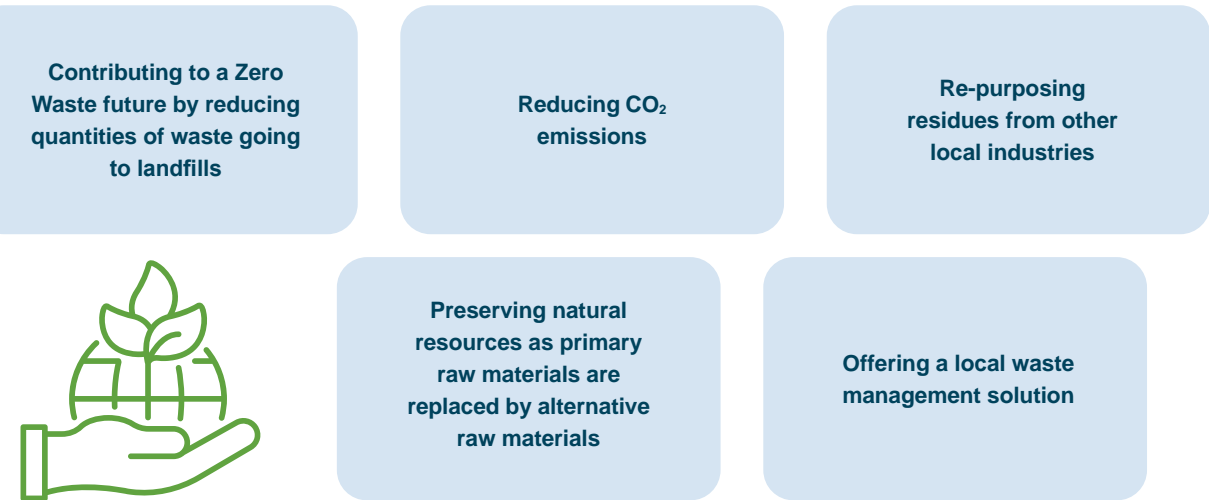 Contributing to a Zero
Waste future by reducing
quantities of waste going
to landfills
Reducing CO₂
emissions
Re-purposing
residues from other
local industries
Preserving natural
resources as primary
raw materials are
replaced by alternative
raw materials
Offering a local waste
management solution